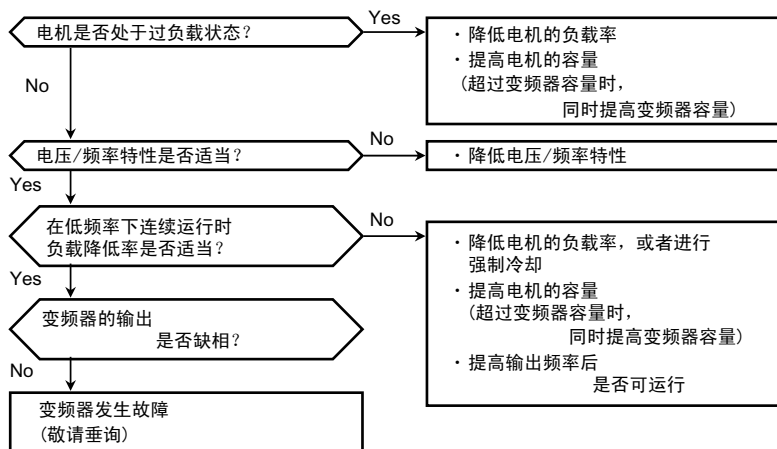 电机是否处于过负载状态?
Yes
・降低电机的负载率
・提高电机的容量
(超过变频器容量时,
同时提高变频器容量)
No
电压/频率特性是否适当?
No
・降低电压/频率特性
Yes
在低频率下连续运行时
负载降低率是否适当?
No
・降低电机的负载率, 或者进行
强制冷却
・提高电机的容量
(超过变频器容量时,
同时提高变频器容量)
・提高输出频率后
是否可运行
Yes
变频器的输出
是否缺相?
No
变频器发生故障
(敬请垂询)